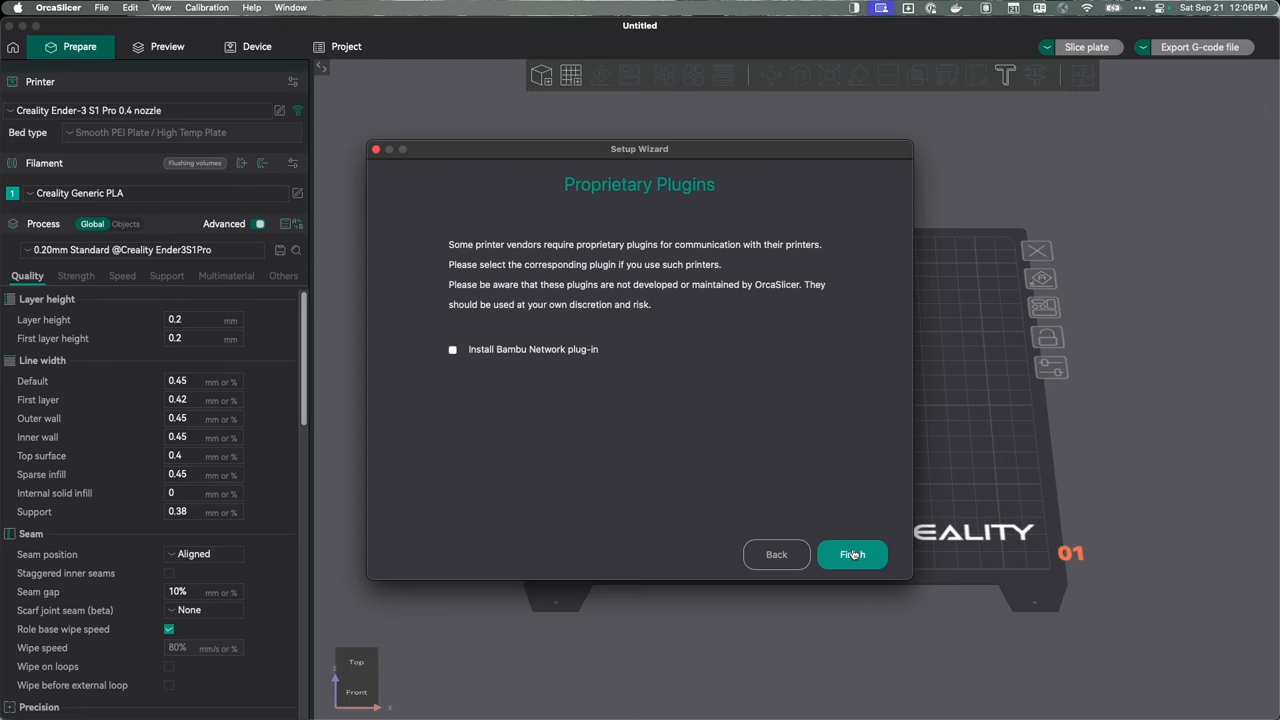 OrcaSlicer File Edit View Calibration Help Window Sat Sep 21 12:06 PM
Untitled
Prepare Preview Device Project Slice plate Export G-code file
Printer
Creality Ender-3 S1 Pro 0.4 nozzle
Bed type Smooth PEI Plate / High Temp Plate
Filament Flushing volumes
1 Creality Generic PLA
Process Global Objects Advanced
0.20mm Standard @Creality Ender3S1Pro
Quality Strength Speed Support Multimaterial Others
Layer height
Layer height 0.2 mm
First layer height 0.2 mm
Line width
Default 0.45 mm or %
First layer 0.42 mm or %
Outer wall 0.45 mm or %
Inner wall 0.45 mm or %
Top surface 0.4 mm or %
Sparse infill 0.45 mm or %
Internal solid infill 0 mm or %
Support 0.38 mm or %
Seam
Seam position Aligned
Staggered inner seams
Seam gap 10% mm or %
Scarf joint seam (beta) None
Role base wipe speed
Wipe speed 80% mm/s or %
Wipe on loops
Wipe before external loop
Precision
Setup Wizard
Proprietary Plugins
Some printer vendors require proprietary plugins for communication with their printers.
Please select the corresponding plugin if you use such printers.
Please be aware that these plugins are not developed or maintained by OrcaSlicer. They
should be used at your own discretion and risk.
Install Bambu Network plug-in
Back Finish
EALITY
01
Top
Front
z
x